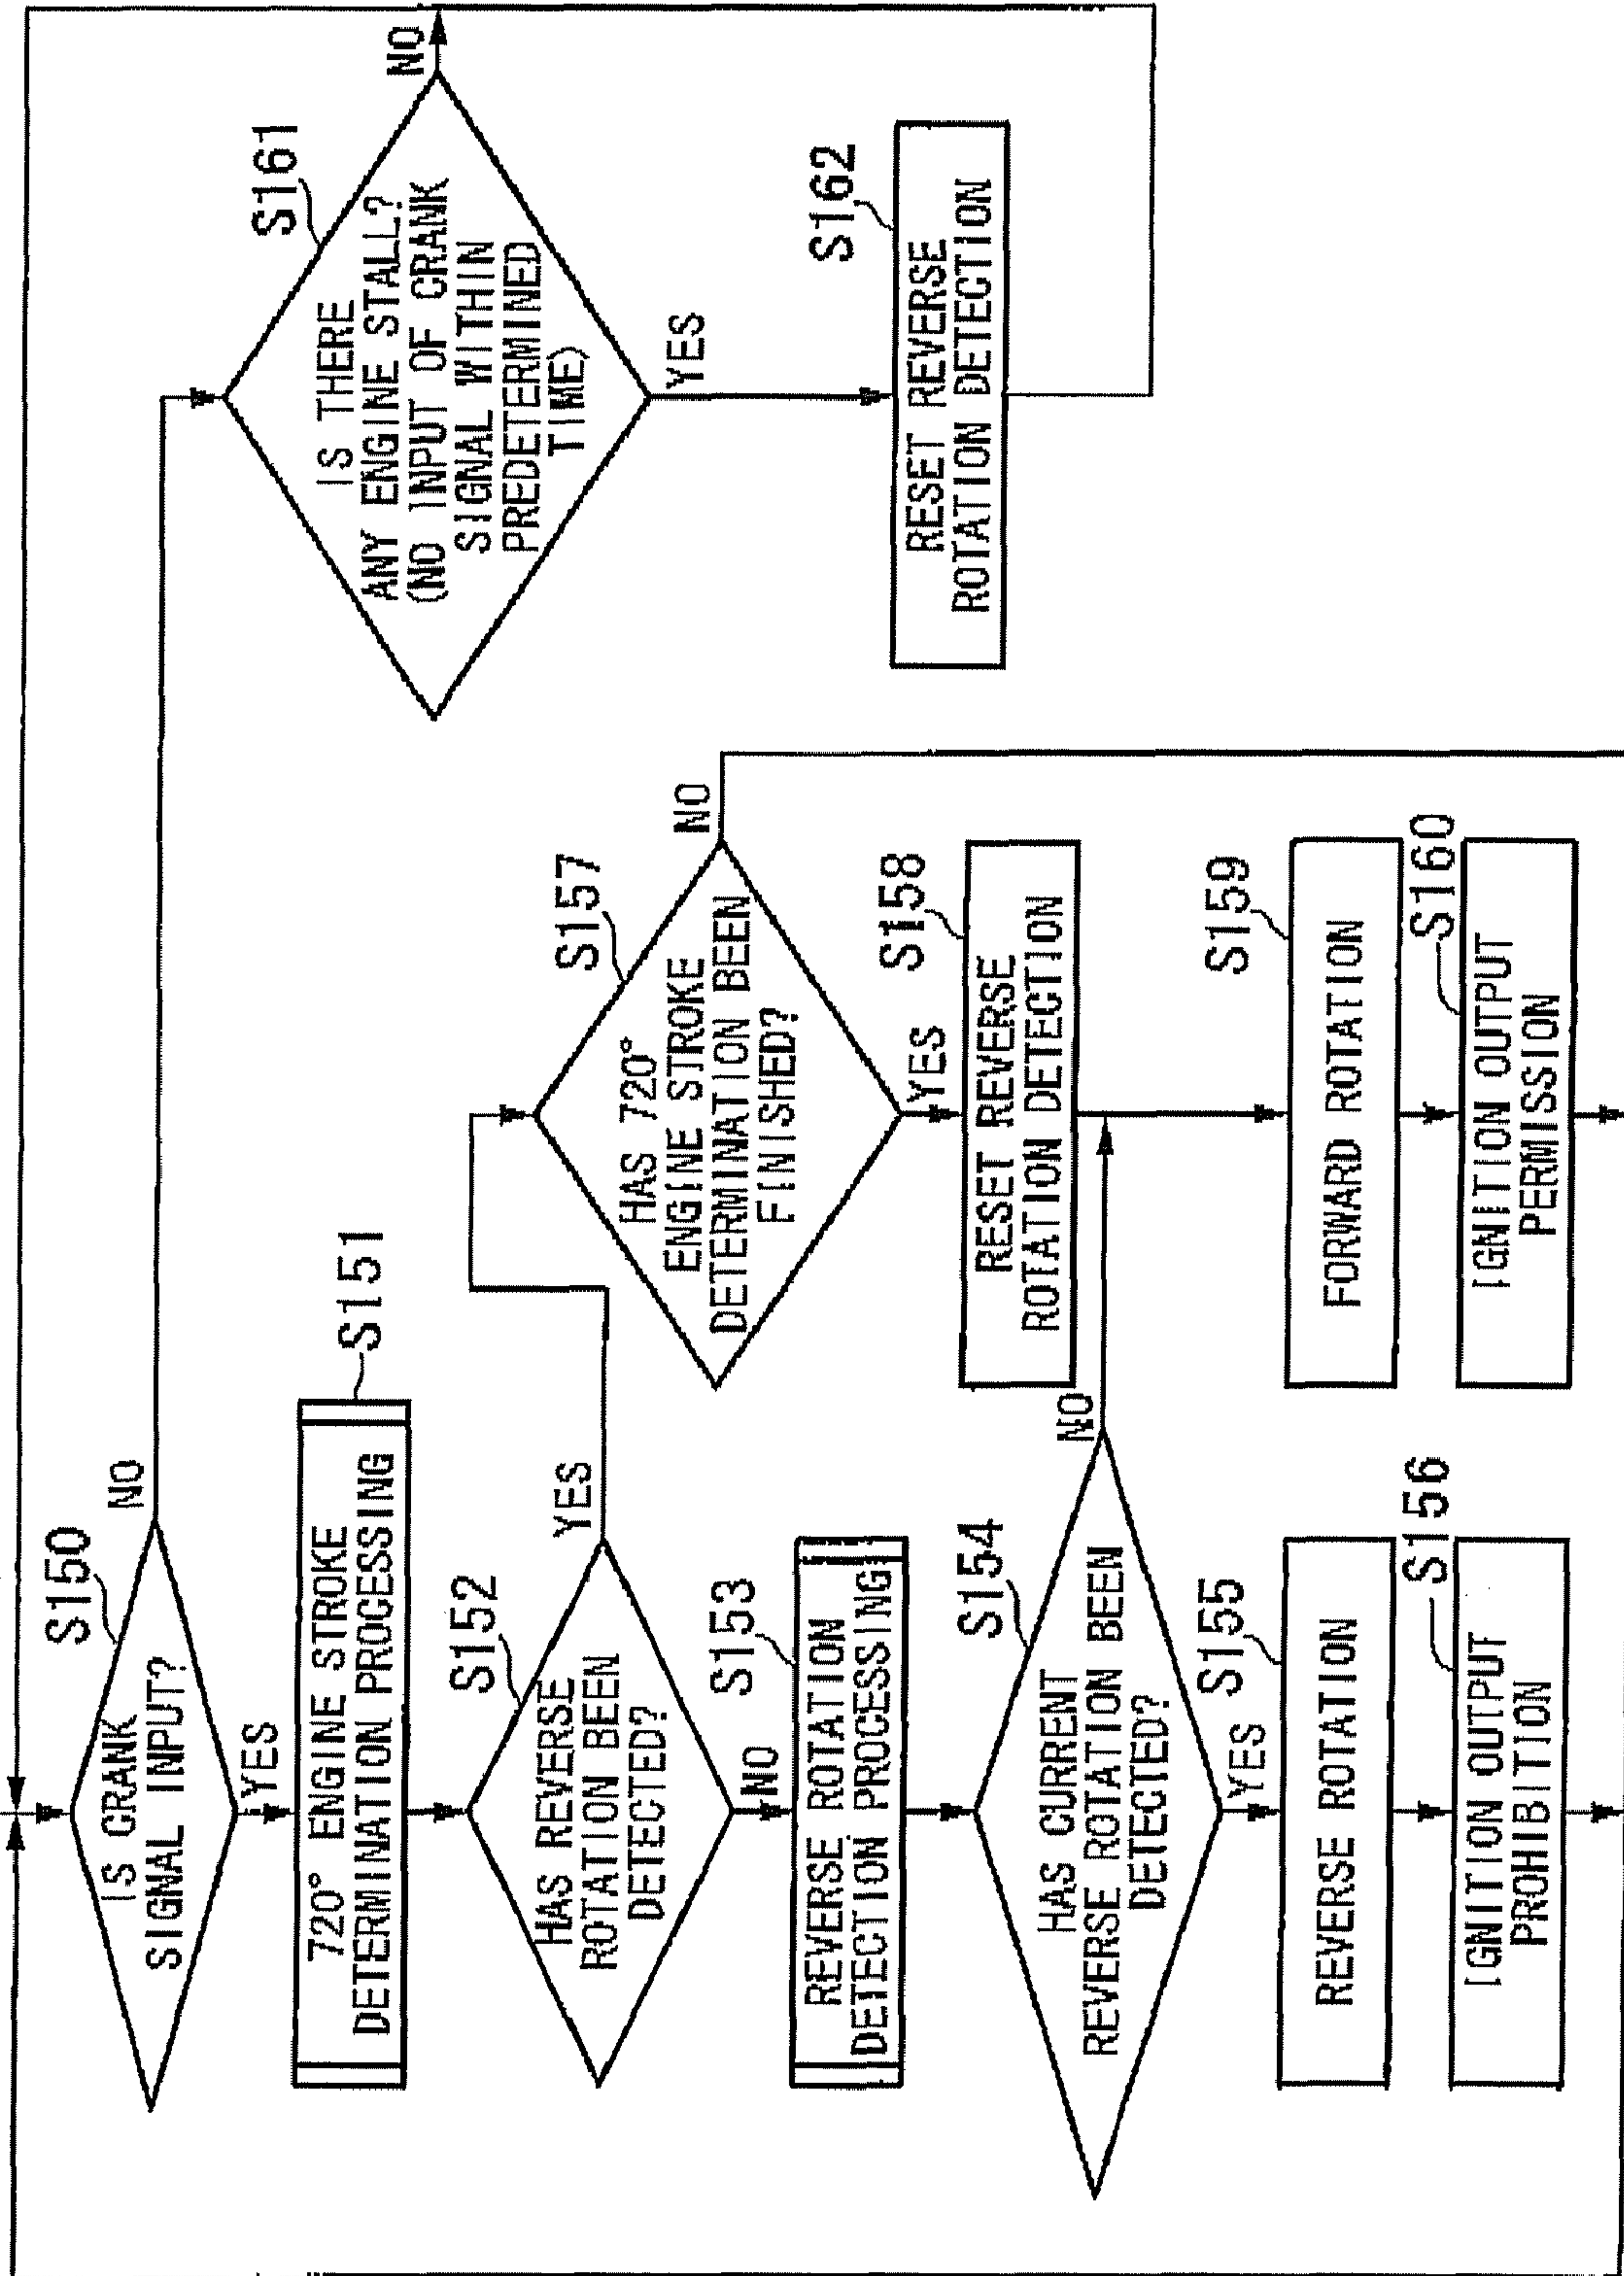 S150
IS CRANK
SIGNAL INPUT?
NO
YES
S151
720° ENGINE STROKE
DETERMINATION PROCESSING
S152
HAS REVERSE
ROTATION BEEN
DETECTED?
YES
NO
S153
REVERSE ROTATION
DETECTION PROCESSING
S154
HAS CURRENT
REVERSE ROTATION BEEN
DETECTED?
NO
YES
S155
REVERSE ROTATION
S156
IGNITION OUTPUT
PROHIBITION
S157
HAS 720°
ENGINE STROKE
DETERMINATION BEEN
FINISHED?
NO
YES
S158
RESET REVERSE
ROTATION DETECTION
S159
FORWARD ROTATION
S160
IGNITION OUTPUT
PERMISSION
S161
IS THERE
ANY ENGINE STALL?
(NO INPUT OF CRANK
SIGNAL WITHIN
PREDETERMINED
TIME)
NO
YES
S162
RESET REVERSE
ROTATION DETECTION